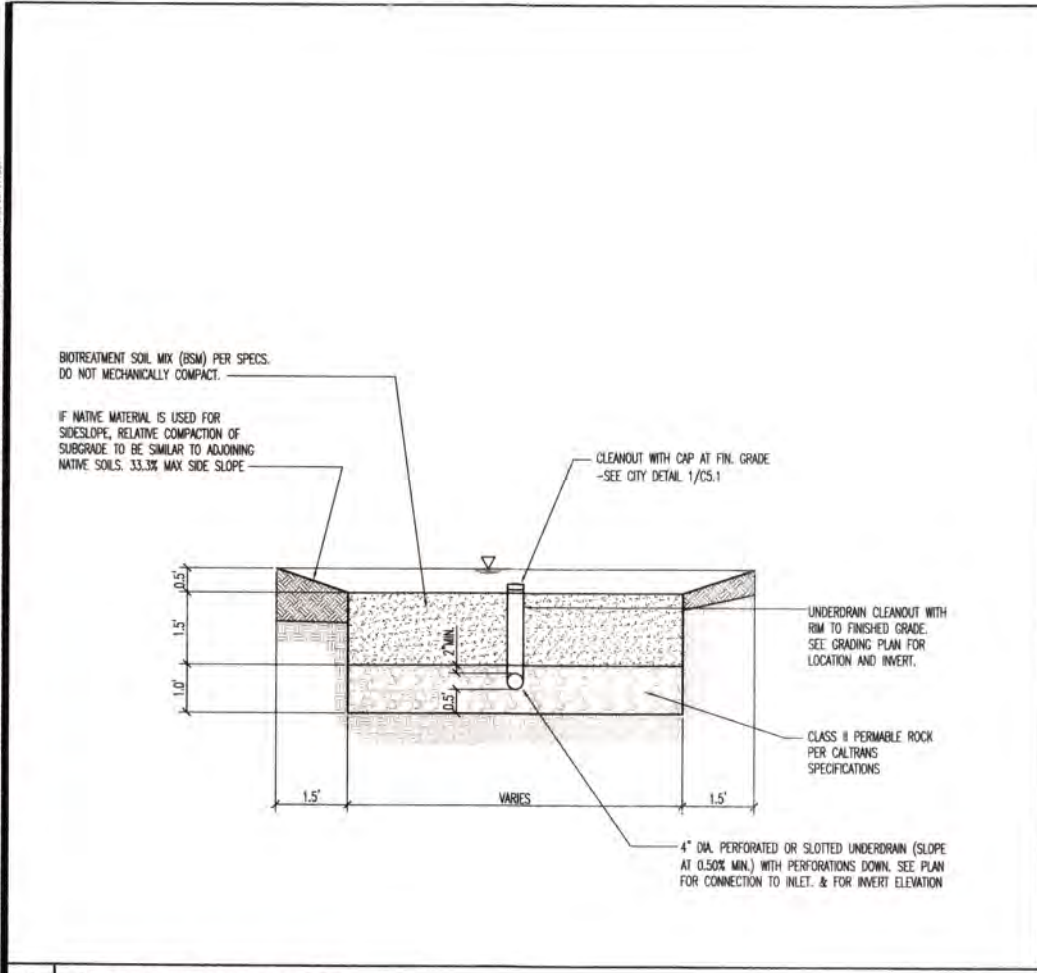 BIOTREATMENT SOIL MIX (BSM) PER SPECS.
DO NOT MECHANICALLY COMPACT.
IF NATIVE MATERIAL IS USED FOR
SIDESLOPE, RELATIVE COMPACTION OF
SUBGRADE TO BE SIMILAR TO ADJOINING
NATIVE SOILS. 33.3% MAX SIDE SLOPE
CLEANOUT WITH CAP AT FIN. GRADE
-SEE CITY DETAIL 1/C5.1
0.5'
1.5'
1.0'
2"MIN.
0.5'
UNDERDRAIN CLEANOUT WITH
RIM TO FINISHED GRADE.
SEE GRADING PLAN FOR
LOCATION AND INVERT.
CLASS II PERMABLE ROCK
PER CALTRANS
SPECIFICATIONS
1.5'
VARIES
1.5'
4" DIA. PERFORATED OR SLOTTED UNDERDRAIN (SLOPE
AT 0.50% MIN.) WITH PERFORATIONS DOWN. SEE PLAN
FOR CONNECTION TO INLET. & FOR INVERT ELEVATION